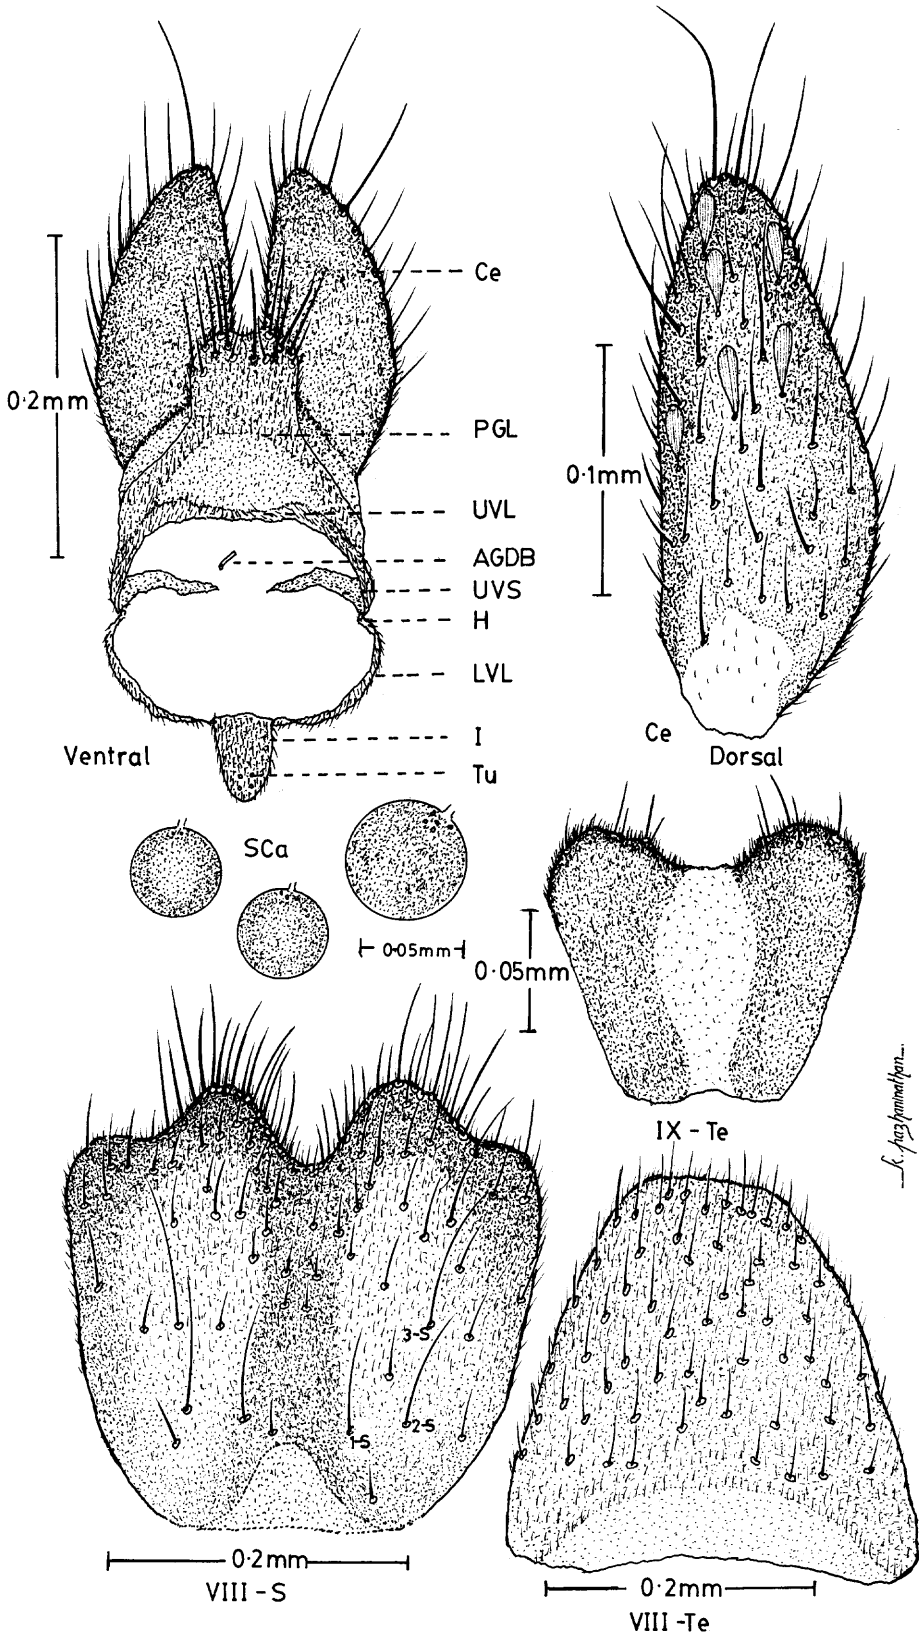 Ce
0·2mm
PGL
0·1mm
UVL
AGDB
UVS
H
LVL
I
Ventral
Tu
Ce
Dorsal
SCa
0·05mm
0·05mm
IX - Te
k. pazhaninathan
3-S
2-S
1-S
0·2mm
VIII - S
0·2mm
VIII - Te